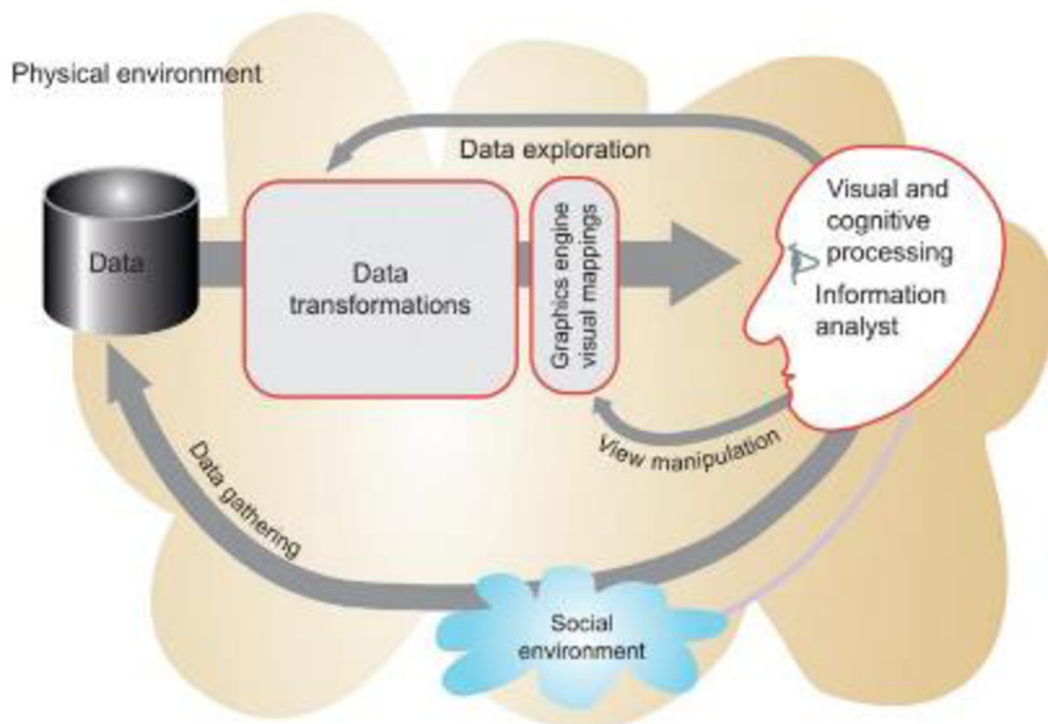 Physical environment
Data exploration
Data
Data
transformations
Graphics engine
visual mappings
Visual and
cognitive
processing
Information
analyst
View manipulation
Data gathering
Social
environment